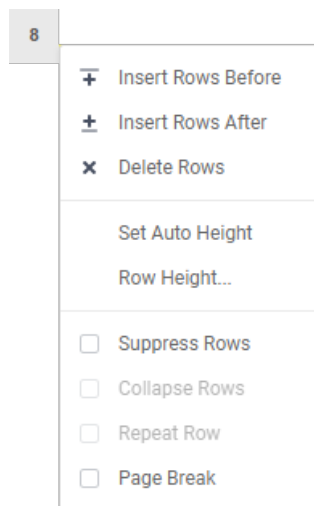 8
Insert Rows Before
Insert Rows After
Delete Rows
Set Auto Height
Row Height...
Suppress Rows
Collapse Rows
Repeat Row
Page Break